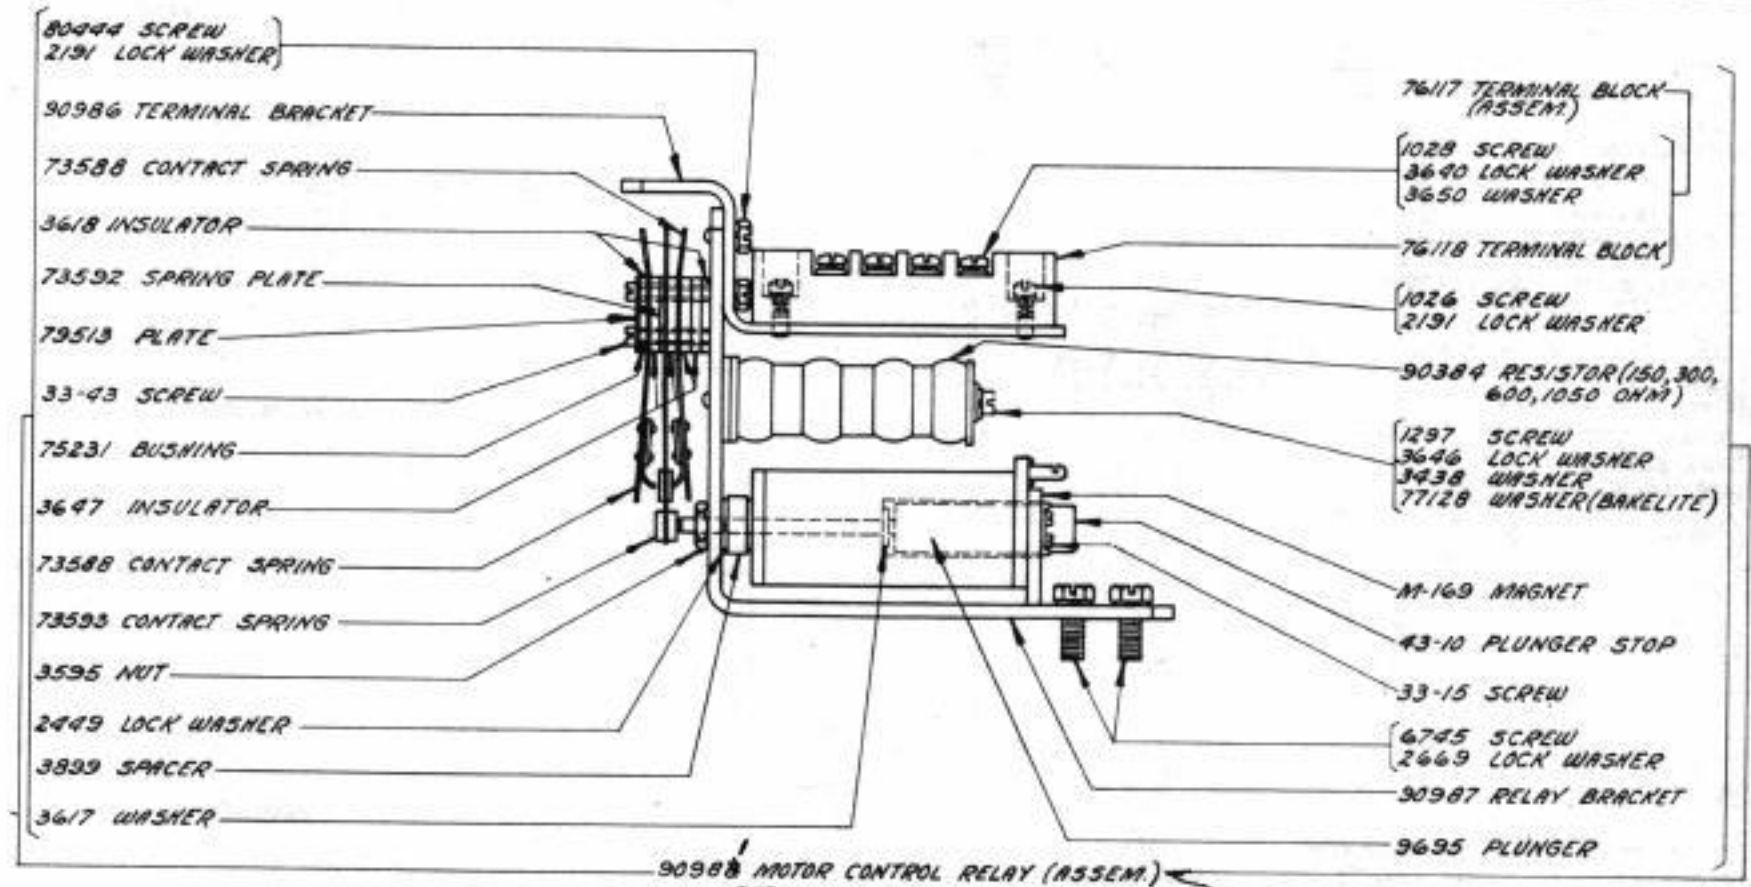 80444 SCREW
2191 LOCK WASHER
90986 TERMINAL BRACKET
73588 CONTACT SPRING
3618 INSULATOR
73592 SPRING PLATE
79513 PLATE
33-43 SCREW
75231 BUSHING
3647 INSULATOR
73588 CONTACT SPRING
73593 CONTACT SPRING
3595 NUT
2449 LOCK WASHER
3899 SPACER
3617 WASHER
76117 TERMINAL BLOCK
(ASSEM.)
1028 SCREW
3640 LOCK WASHER
3650 WASHER
76118 TERMINAL BLOCK
1026 SCREW
2191 LOCK WASHER
90384 RESISTOR (150, 300,
600, 1050 OHM)
1297 SCREW
3646 LOCK WASHER
3438 WASHER
77128 WASHER (BAKELITE)
M-169 MAGNET
43-10 PLUNGER STOP
33-15 SCREW
6745 SCREW
2669 LOCK WASHER
90987 RELAY BRACKET
9695 PLUNGER
90988 MOTOR CONTROL RELAY (ASSEM.)